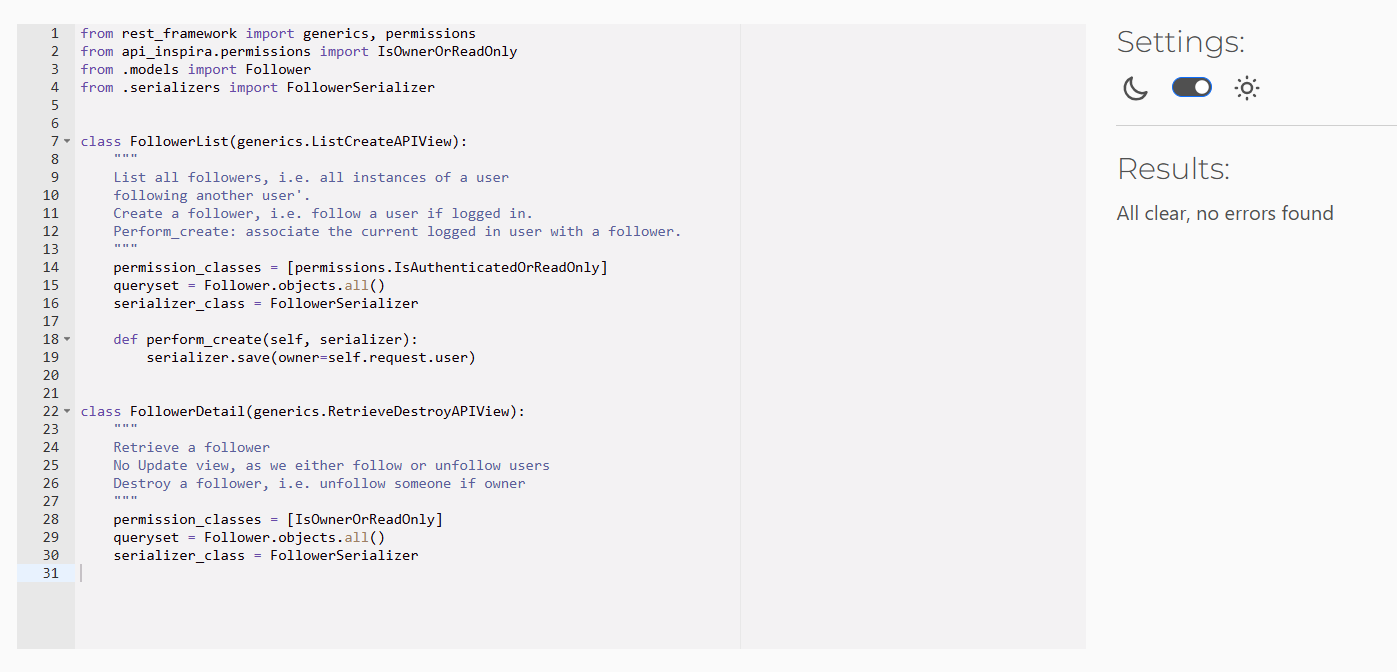 1 from rest_framework import generics, permissions
2 from api_inspira.permissions import IsOwnerOrReadOnly
3 from .models import Follower
4 from .serializers import FollowerSerializer
5
6
7 class FollowerList(generics.ListCreateAPIView):
8     """
9     List all followers, i.e. all instances of a user
10     following another user'.
11     Create a follower, i.e. follow a user if logged in.
12     Perform_create: associate the current logged in user with a follower.
13     """
14     permission_classes = [permissions.IsAuthenticatedOrReadOnly]
15     queryset = Follower.objects.all()
16     serializer_class = FollowerSerializer
17
18     def perform_create(self, serializer):
19         serializer.save(owner=self.request.user)
20
21
22 class FollowerDetail(generics.RetrieveDestroyAPIView):
23     """
24     Retrieve a follower
25     No Update view, as we either follow or unfollow users
26     Destroy a follower, i.e. unfollow someone if owner
27     """
28     permission_classes = [IsOwnerOrReadOnly]
29     queryset = Follower.objects.all()
30     serializer_class = FollowerSerializer
31
Settings:
Results:
All clear, no errors found